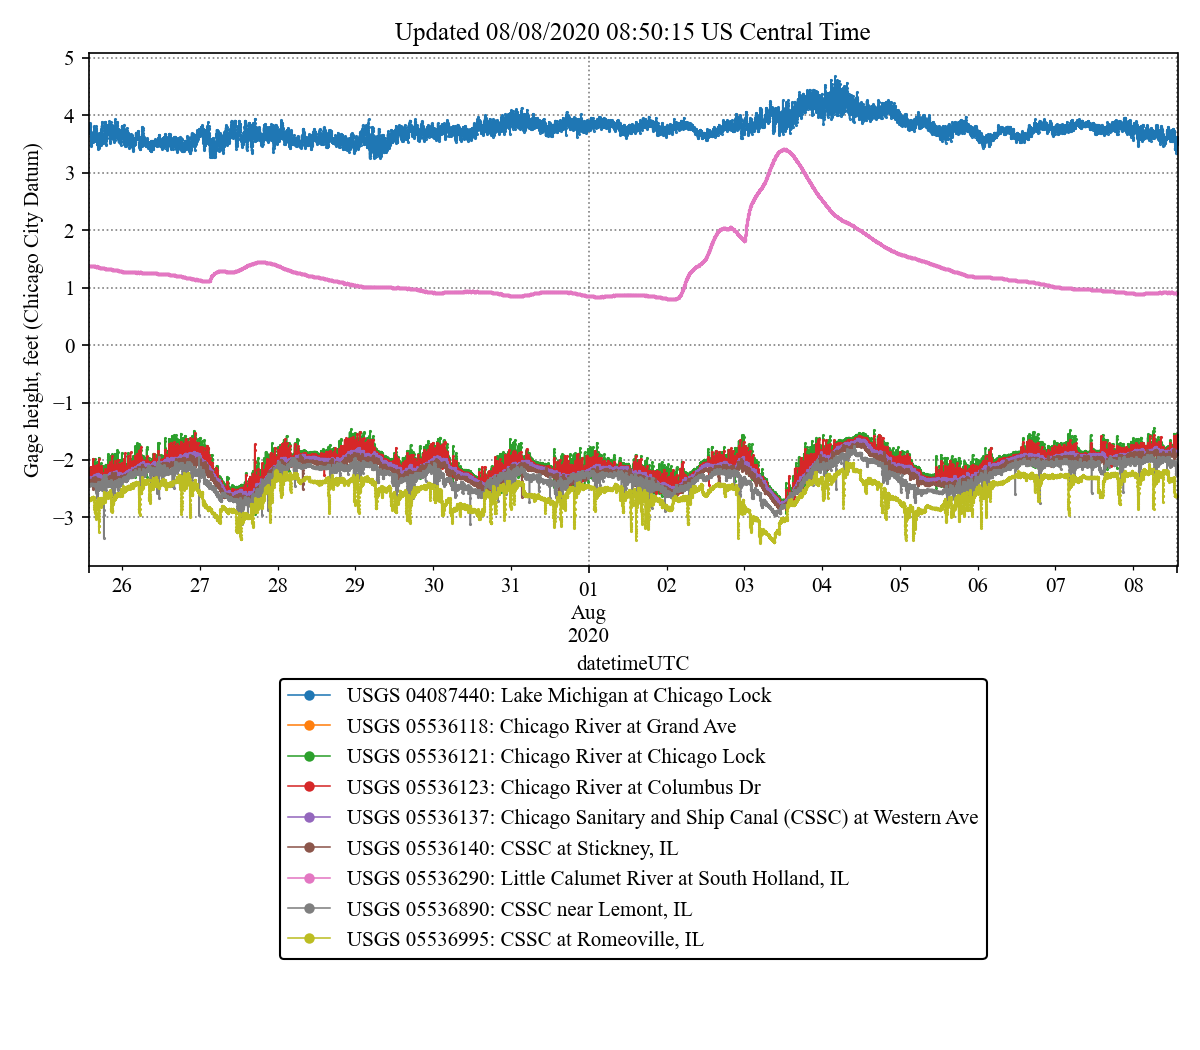 Updated 08/08/2020 08:50:15 US Central Time
Gage height, feet (Chicago City Datum)
5
4
3
2
1
0
−1
−2
−3
26 27 28 29 30 31 01 02 03 04 05 06 07 08
Aug
2020
datetimeUTC
USGS 04087440: Lake Michigan at Chicago Lock
USGS 05536118: Chicago River at Grand Ave
USGS 05536121: Chicago River at Chicago Lock
USGS 05536123: Chicago River at Columbus Dr
USGS 05536137: Chicago Sanitary and Ship Canal (CSSC) at Western Ave
USGS 05536140: CSSC at Stickney, IL
USGS 05536290: Little Calumet River at South Holland, IL
USGS 05536890: CSSC near Lemont, IL
USGS 05536995: CSSC at Romeoville, IL